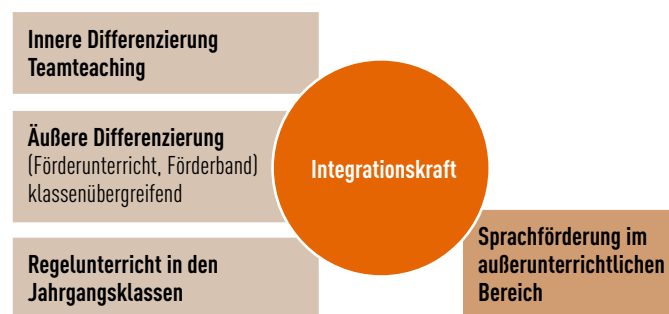 Innere Differenzierung
Teamteaching
Äußere Differenzierung
(Förderunterricht, Förderband)
klassenübergreifend
Integrationskraft
Regelunterricht in den
Jahrgangsklassen
Sprachförderung im
außerunterrichtlichen
Bereich